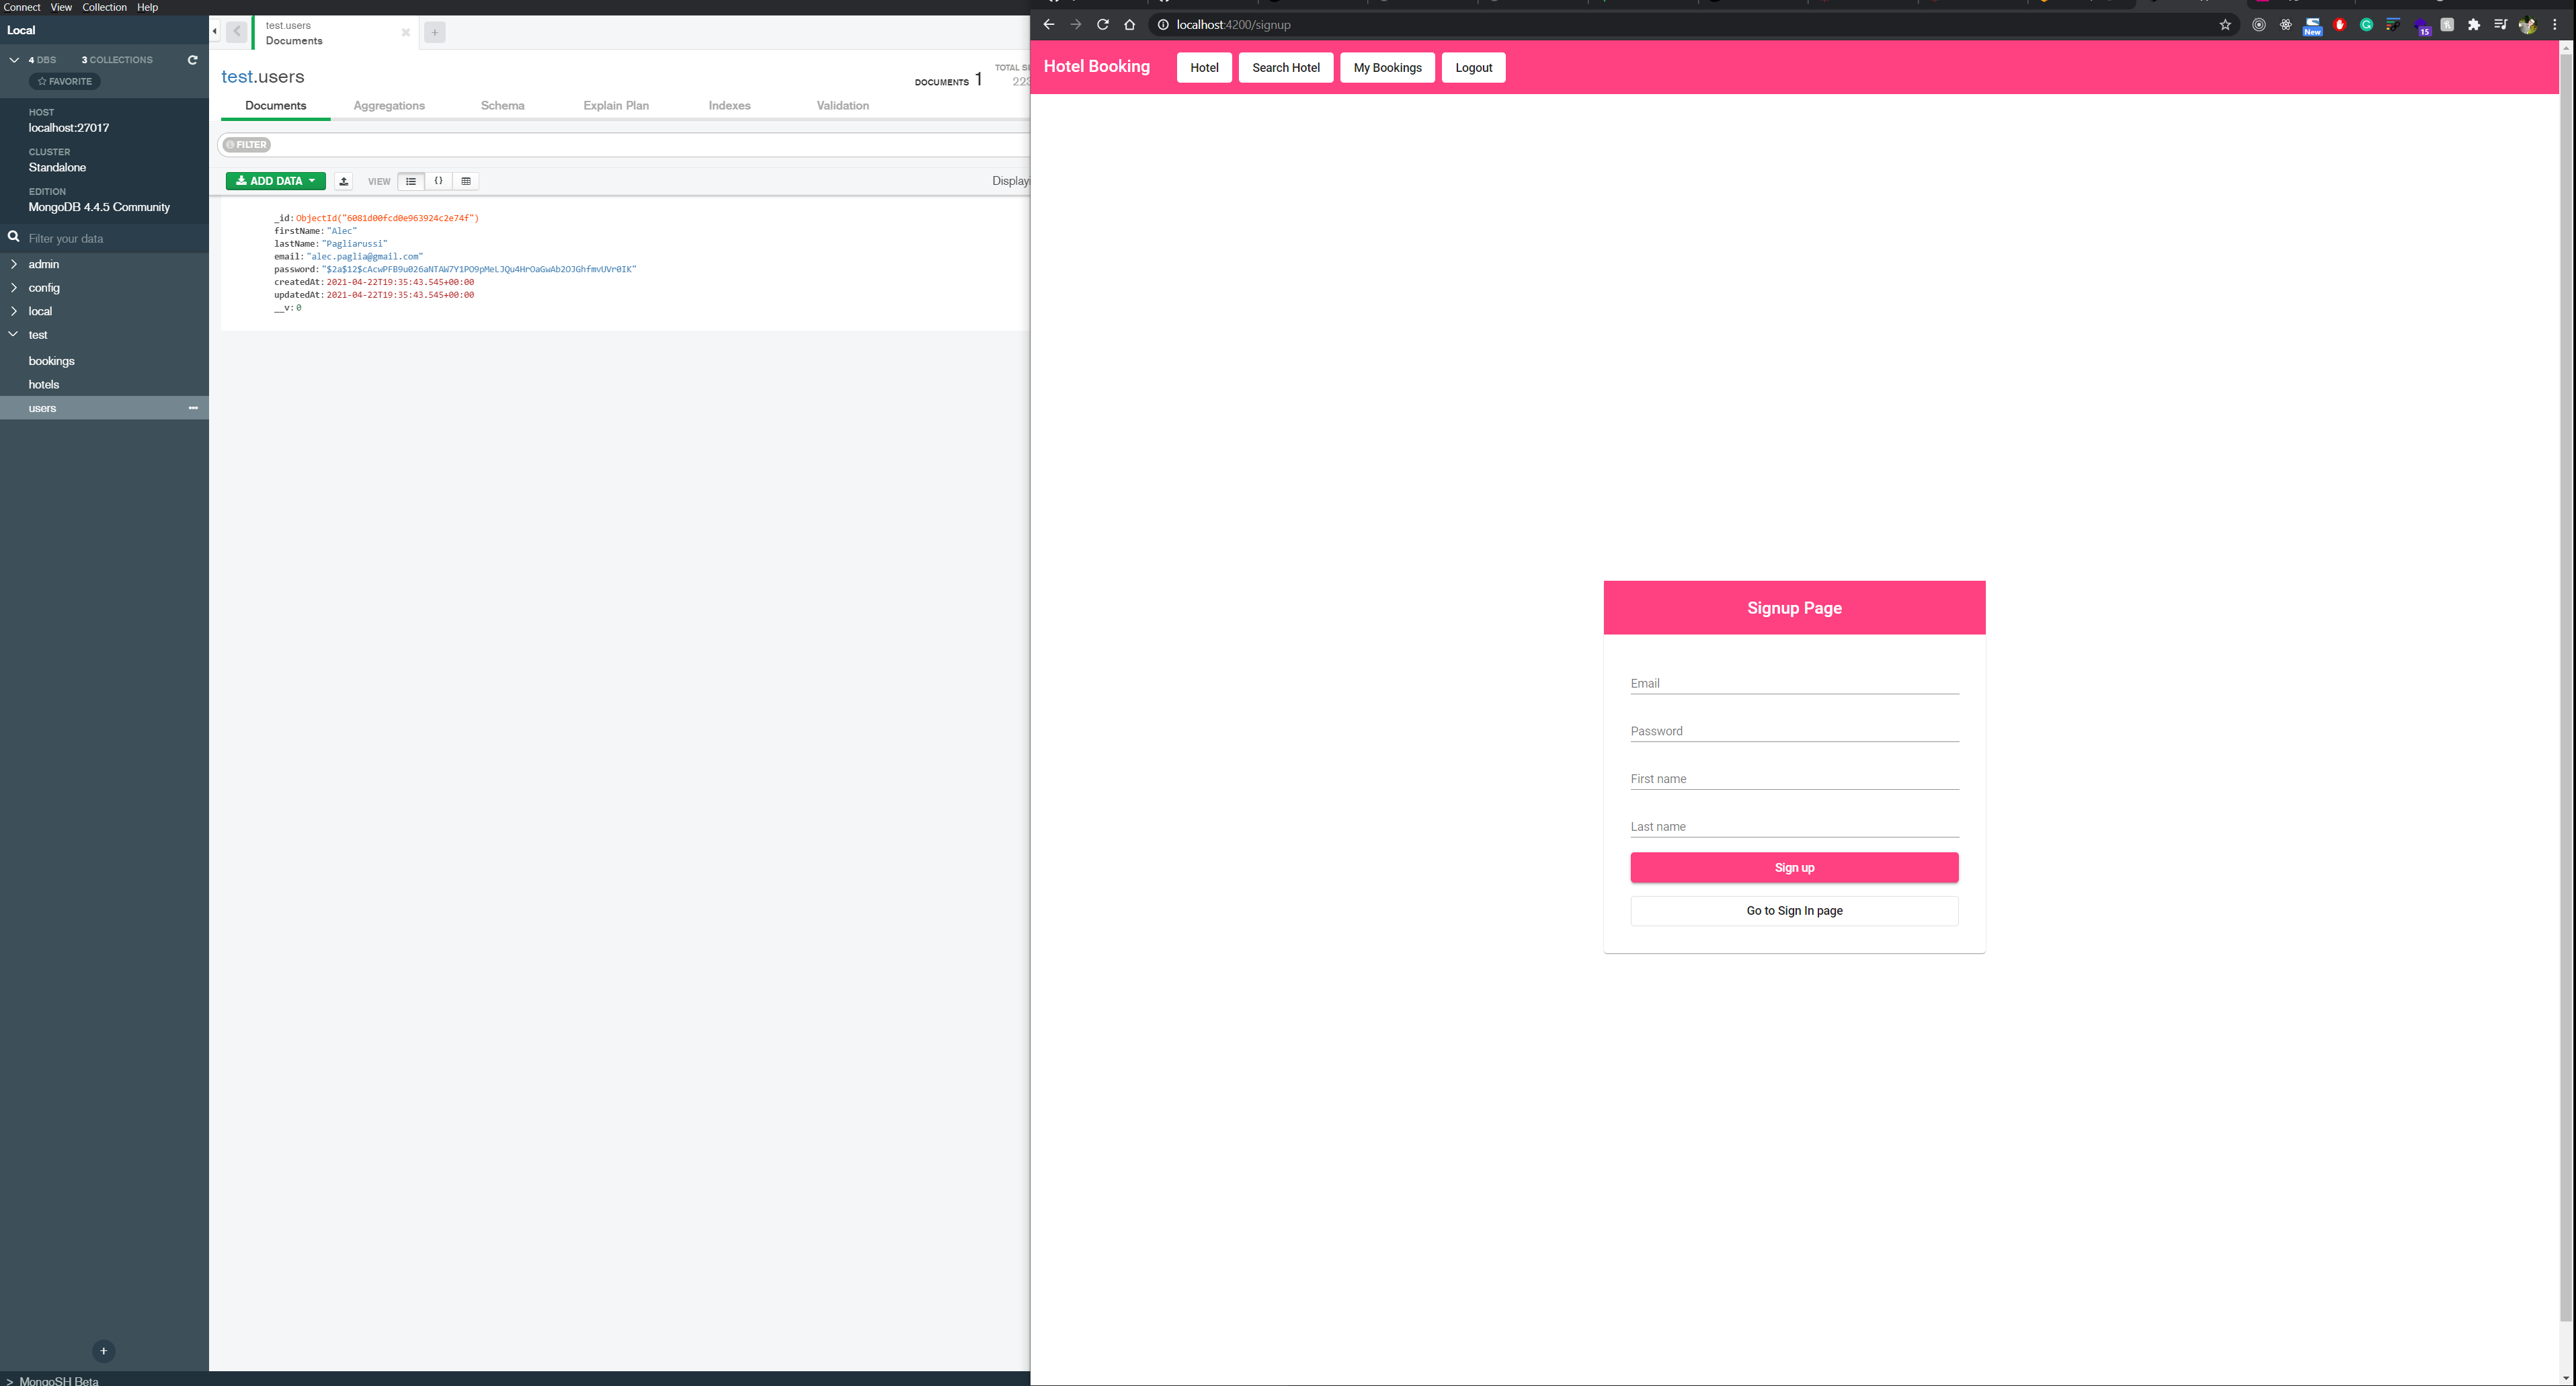 Connect View Collection Help
Local
4 DBS 3 COLLECTIONS
FAVORITE
HOST
localhost:27017
CLUSTER
Standalone
EDITION
MongoDB 4.4.5 Community
Filter your data
admin
config
local
test
bookings
hotels
users
+
> MongoSH Beta
test.users
Documents
+
test.users
DOCUMENTS 1
TOTAL SI
223
Documents Aggregations Schema Explain Plan Indexes Validation
FILTER
ADD DATA VIEW {} Displayi
_id: ObjectId("6081d00fcd0e963924c2e74f")
firstName: "Alec"
lastName: "Pagliarussi"
email: "alec.paglia@gmail.com"
password: "$2a$12$cAcwPFB9u026aNTAW7Y1PO9pMeLJQu4HrOaGwAb2OJGhfmvUVr0IK"
createdAt: 2021-04-22T19:35:43.545+00:00
updatedAt: 2021-04-22T19:35:43.545+00:00
__v: 0
localhost:4200/signup
New
15
Hotel Booking Hotel Search Hotel My Bookings Logout
Signup Page
Email
Password
First name
Last name
Sign up
Go to Sign In page